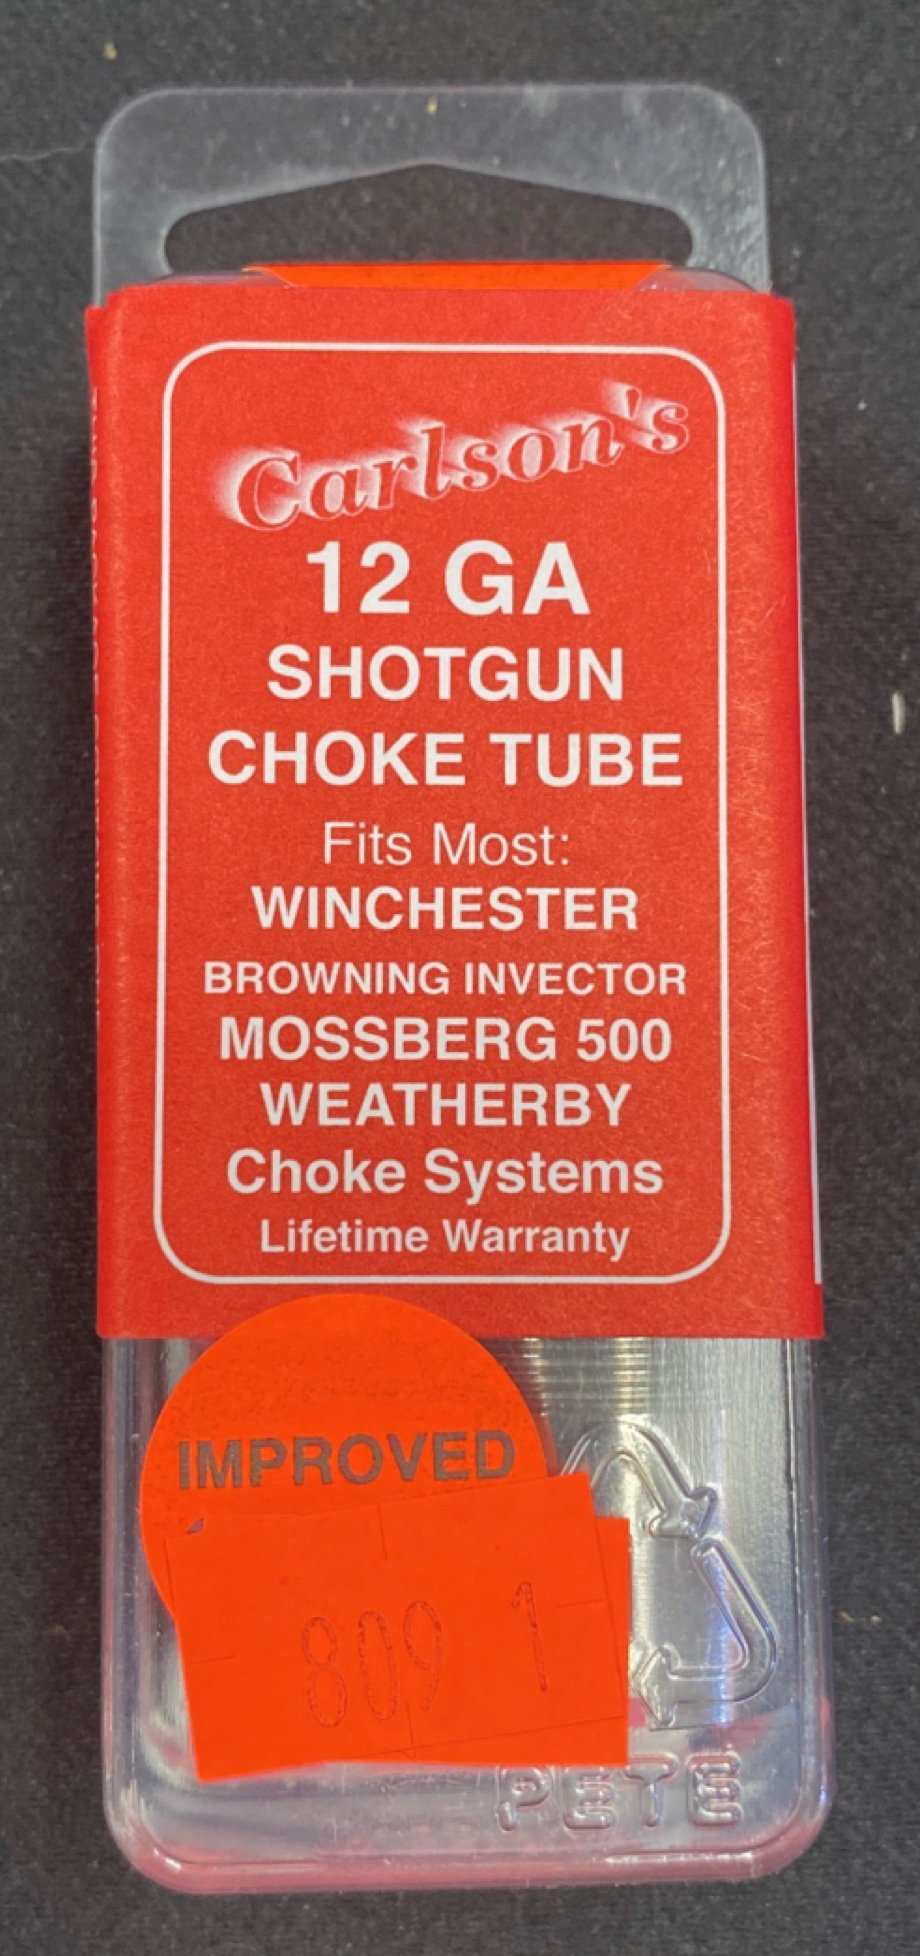 Carlson's
12 GA
SHOTGUN
CHOKE TUBE
Fits Most:
WINCHESTER
BROWNING INVECTOR
MOSSBERG 500
WEATHERBY
Choke Systems
Lifetime Warranty
IMPROVED
809 1
PETE